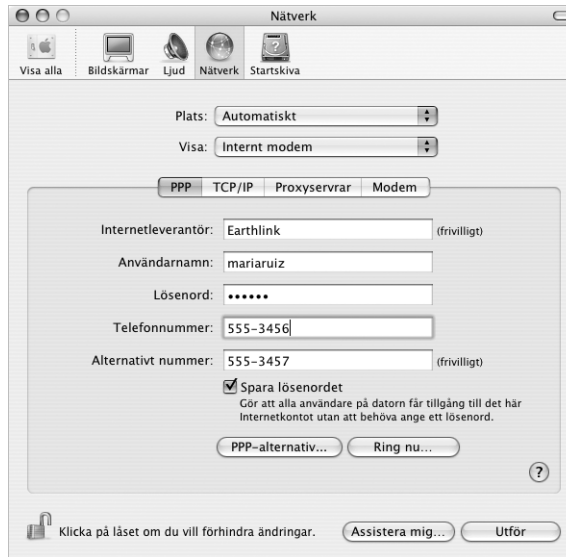 Nätverk
Visa alla Bildskärmar Ljud Nätverk Startskiva
Plats: Automatiskt
Visa: Internt modem
PPP TCP/IP Proxyservrar Modem
Internetleverantör: Earthlink (frivilligt)
Användarnamn: mariaruiz
Lösenord: ••••••
Telefonnummer: 555-3456
Alternativt nummer: 555-3457 (frivilligt)
Spara lösenordet
Gör att alla användare på datorn får tillgång till det här
Internetkontot utan att behöva ange ett lösenord.
PPP-alternativ... Ring nu...
?
Klicka på låset om du vill förhindra ändringar. Assistera mig... Utför